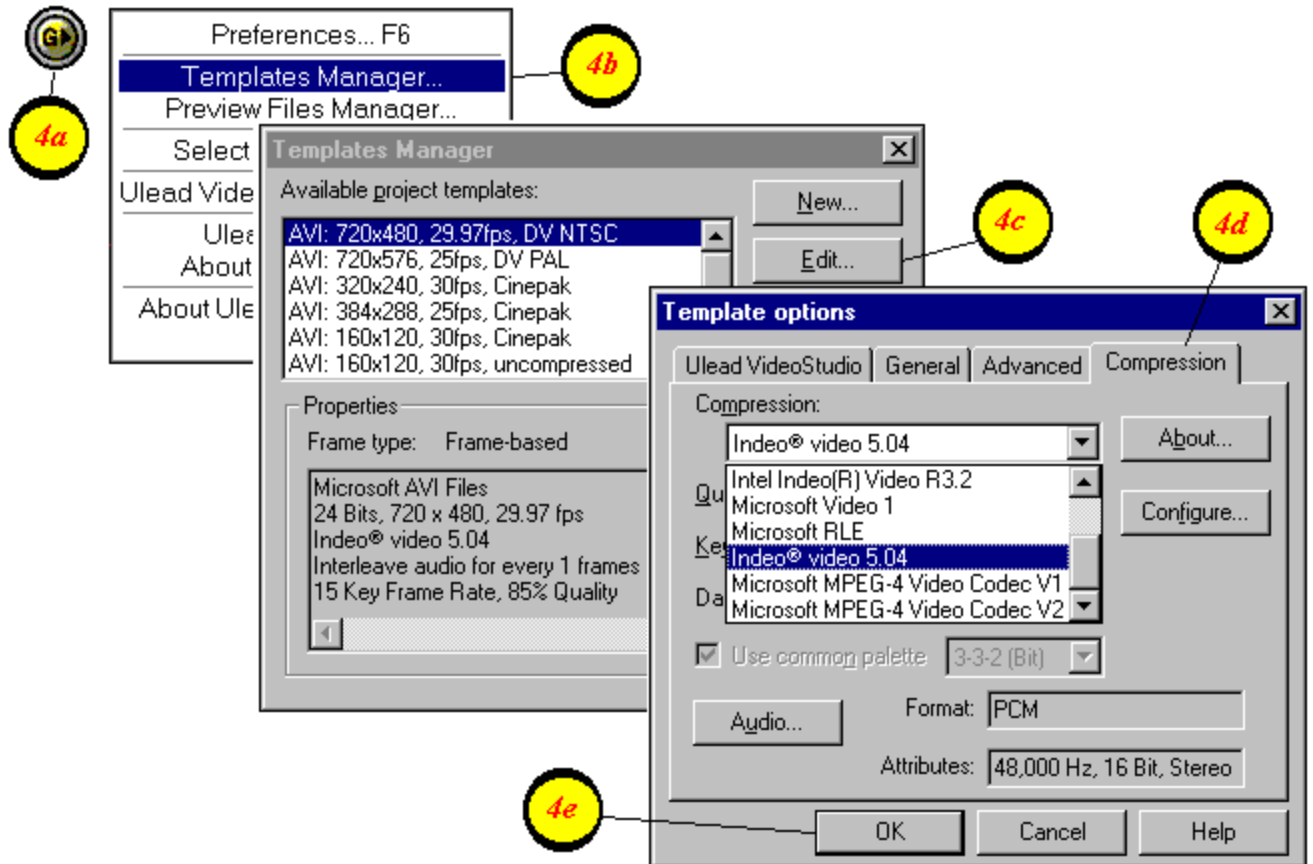 G
Preferences... F6
4a
Templates Manager...
4b
Preview Files Manager...
Select
Ulead Vide
Ulea
About
About Ule
Templates Manager
Available project templates:
AVI: 720x480, 29.97fps, DV NTSC
AVI: 720x576, 25fps, DV PAL
AVI: 320x240, 30fps, Cinepak
AVI: 384x288, 25fps, Cinepak
AVI: 160x120, 30fps, Cinepak
AVI: 160x120, 30fps, uncompressed
New...
Edit...
4c
Properties
Frame type: Frame-based
Microsoft AVI Files
24 Bits, 720 x 480, 29.97 fps
Indeo® video 5.04
Interleave audio for every 1 frames
15 Key Frame Rate, 85% Quality
4d
Template options
Ulead VideoStudio
General
Advanced
Compression
Compression:
Indeo® video 5.04
About...
Qu
Key
Da
Intel Indeo(R) Video R3.2
Microsoft Video 1
Microsoft RLE
Indeo® video 5.04
Microsoft MPEG-4 Video Codec V1
Microsoft MPEG-4 Video Codec V2
Configure...
Use common palette
3-3-2 (Bit)
Audio...
Format: PCM
Attributes: 48,000 Hz, 16 Bit, Stereo
4e
OK
Cancel
Help